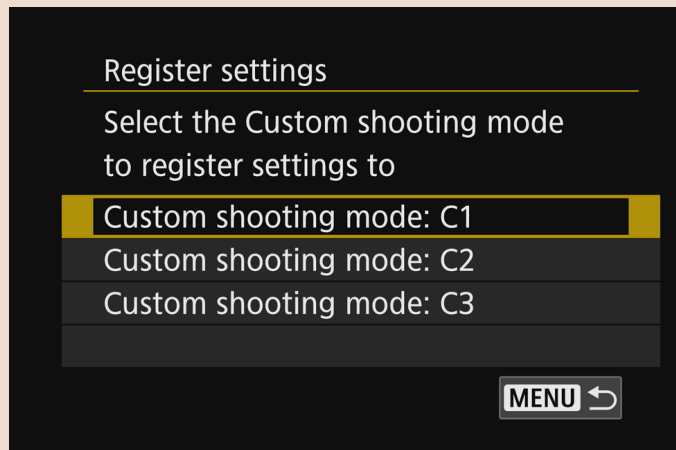 Register settings
Select the Custom shooting mode
to register settings to
Custom shooting mode: C1
Custom shooting mode: C2
Custom shooting mode: C3
MENU